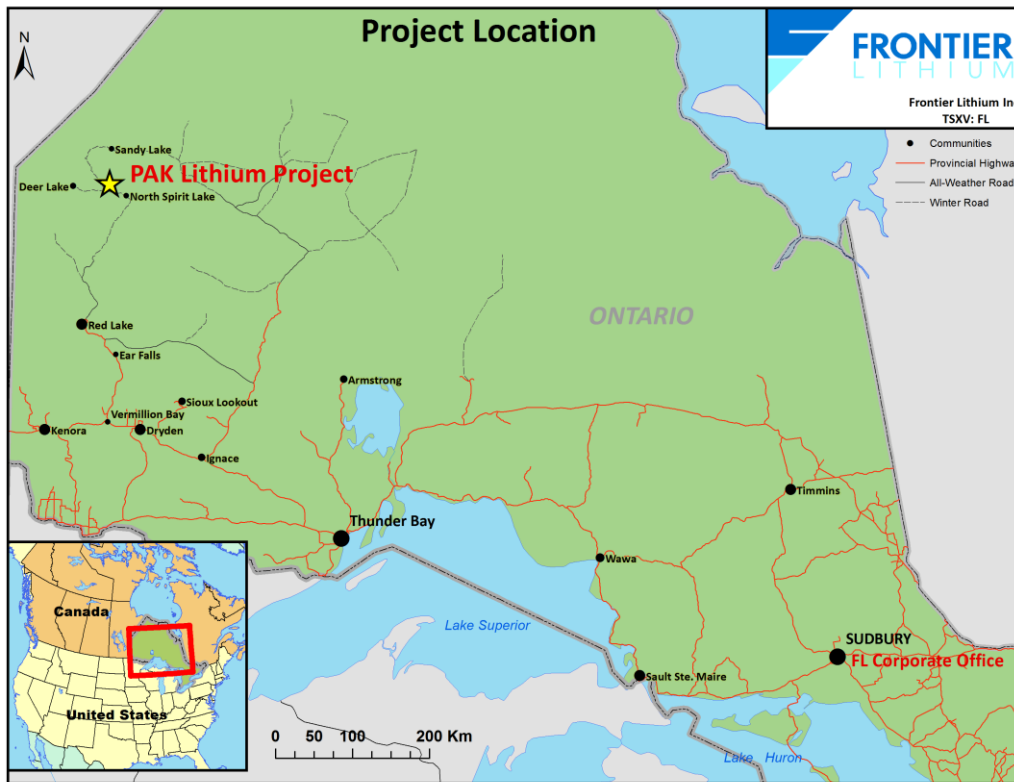 Project Location
N
FRONTIER
LITHIUM
Frontier Lithium In
TSXV: FL
Communities
Provincial Highwa
All-Weather Road
Winter Road
Sandy Lake
PAK Lithium Project
Deer Lake
North Spirit Lake
ONTARIO
Red Lake
Ear Falls
Armstrong
Sioux Lookout
Vermillion Bay
Kenora
Dryden
Ignace
Timmins
Thunder Bay
Wawa
Canada
Lake Superior
SUDBURY
FL Corporate Office
Sault Ste. Maire
United States
0 50 100 200 Km
Lake Huron